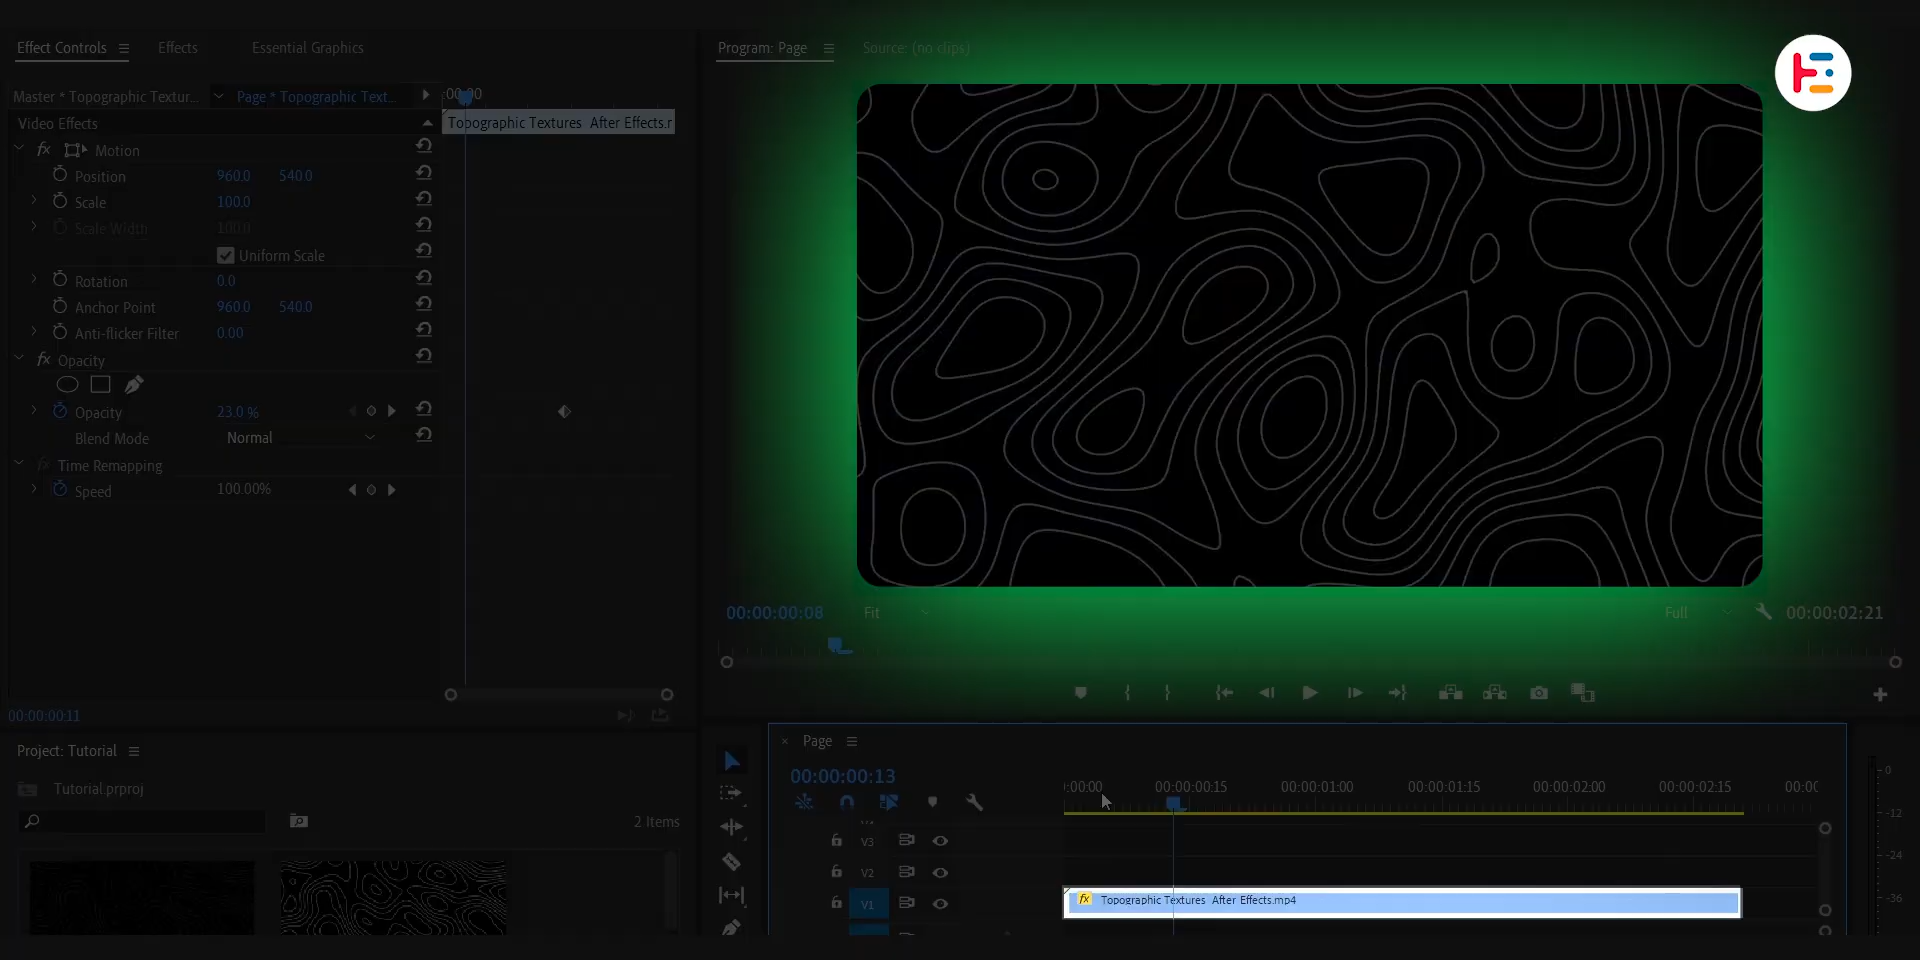 Effect Controls Effects Essential Graphics
Program: Page Source: (no clips)
Master * Topographic Textur... Page * Topographic Text... :00:00
Video Effects Topographic Textures After Effects.r
fx Motion
Position 960.0 540.0
Scale 100.0
Scale Width 100.0
Uniform Scale
Rotation 0.0
Anchor Point 960.0 540.0
Anti-flicker Filter 0.00
fx Opacity
Opacity 23.0 %
Blend Mode Normal
fx Time Remapping
Speed 100.00%
00:00:00:08 Fit Full 00:00:02:21
00:00:00:11
Project: Tutorial
Tutorial.prproj
2 Items
Page
00:00:00:13
:00:00 00:00:00:15 00:00:01:00 00:00:01:15 00:00:02:00 00:00:02:15 00:00
V3
V2
V1 fx Topographic Textures After Effects.mp4
0
-12
-24
-36